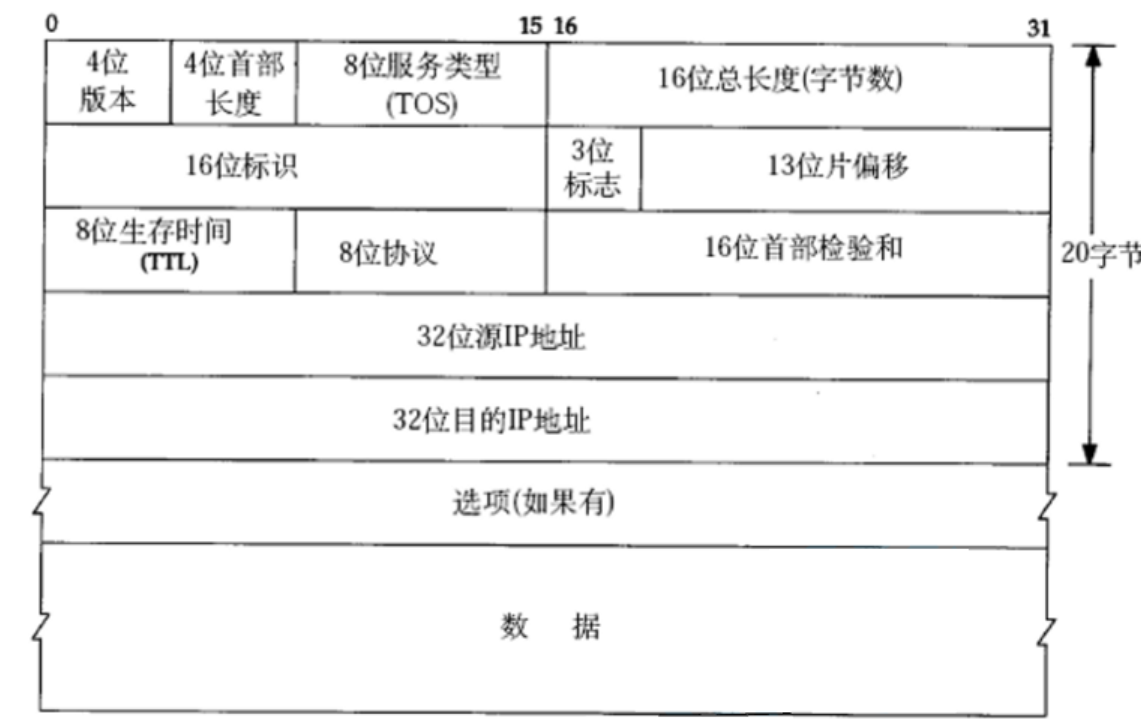 0 15 16 31
4位
版本
4位首部
长度
8位服务类型
(TOS)
16位总长度(字节数)
16位标识
3位
标志
13位片偏移
8位生存时间
(TTL)
8位协议
16位首部检验和
20字节
32位源IP地址
32位目的IP地址
选项(如果有)
数 据